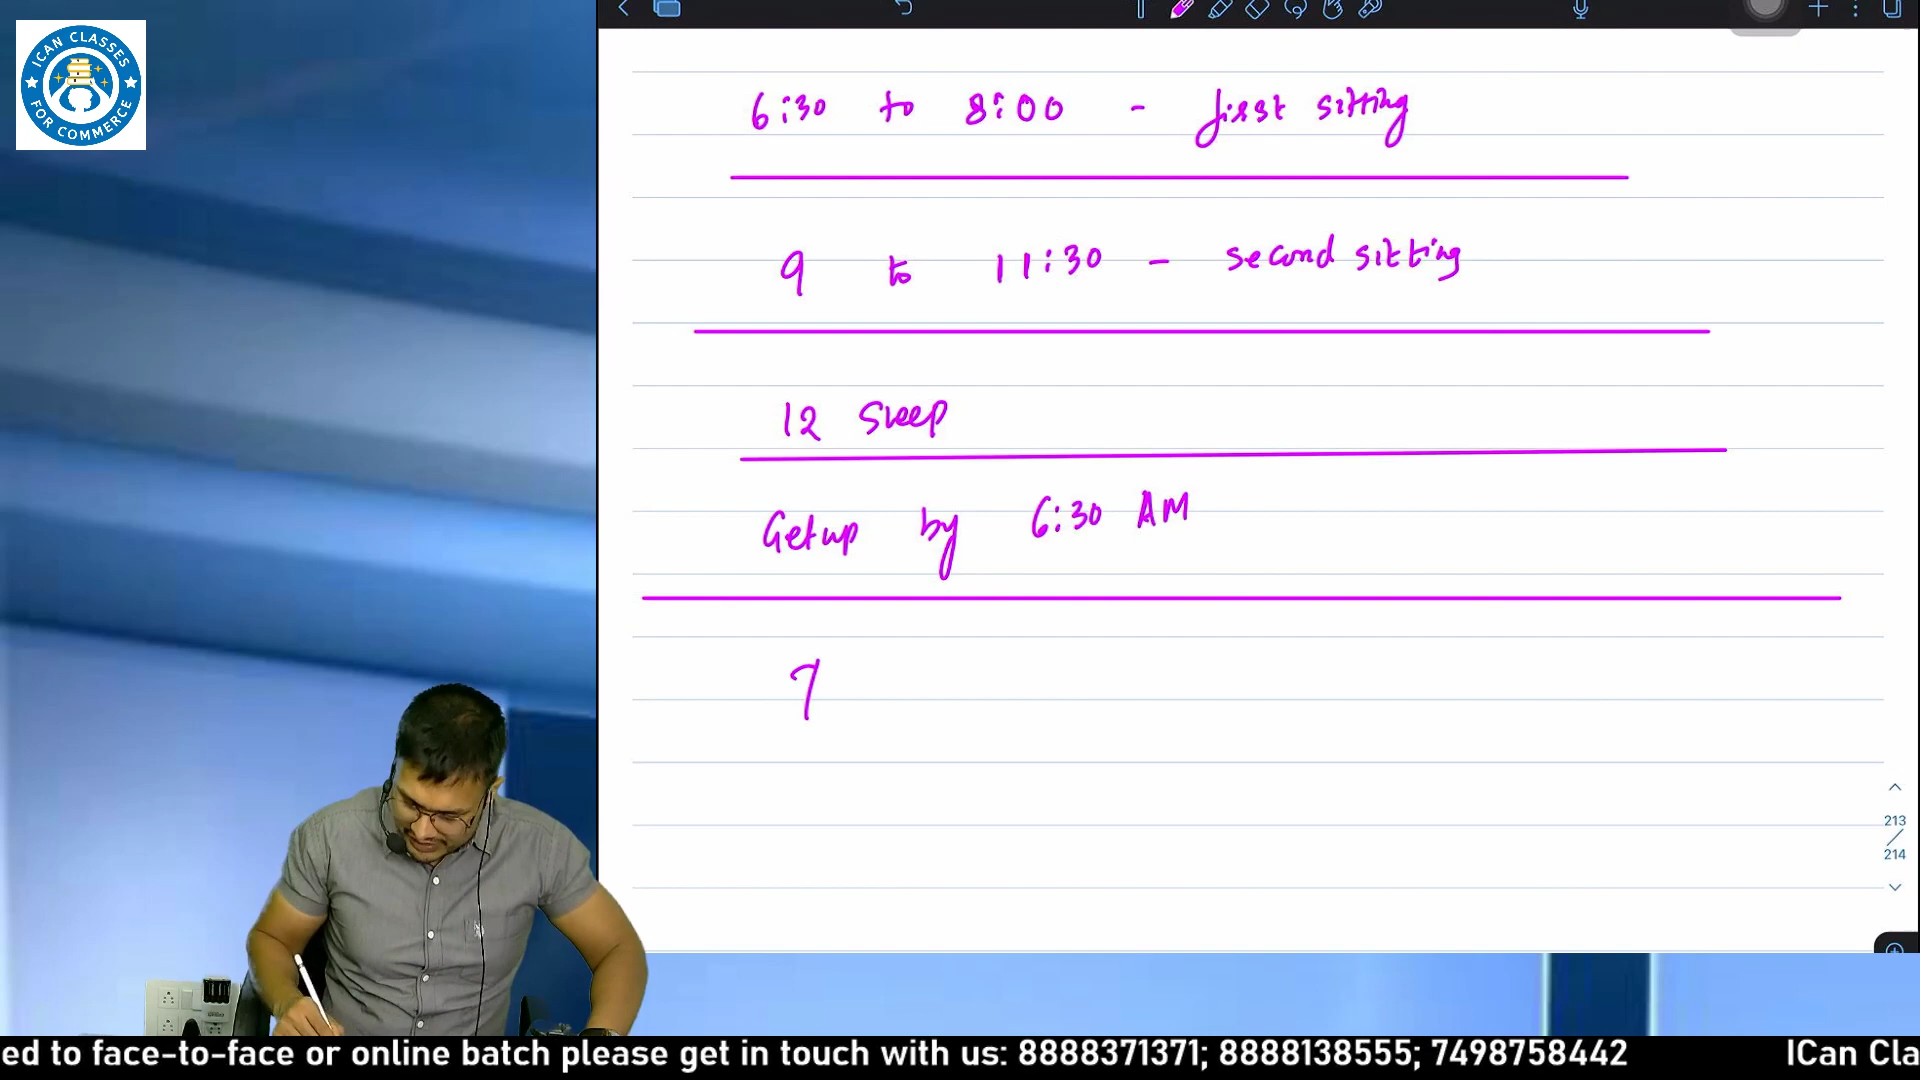 ICAN CLASSES
FOR COMMERCE
6:30 to 8:00 - first sitting
9 to 11:30 - second sitting
12 Sleep
Getup by 6:30 AM
7
213
214
ed to face-to-face or online batch please get in touch with us: 8888371371; 8888138555; 7498758442 ICan Cla